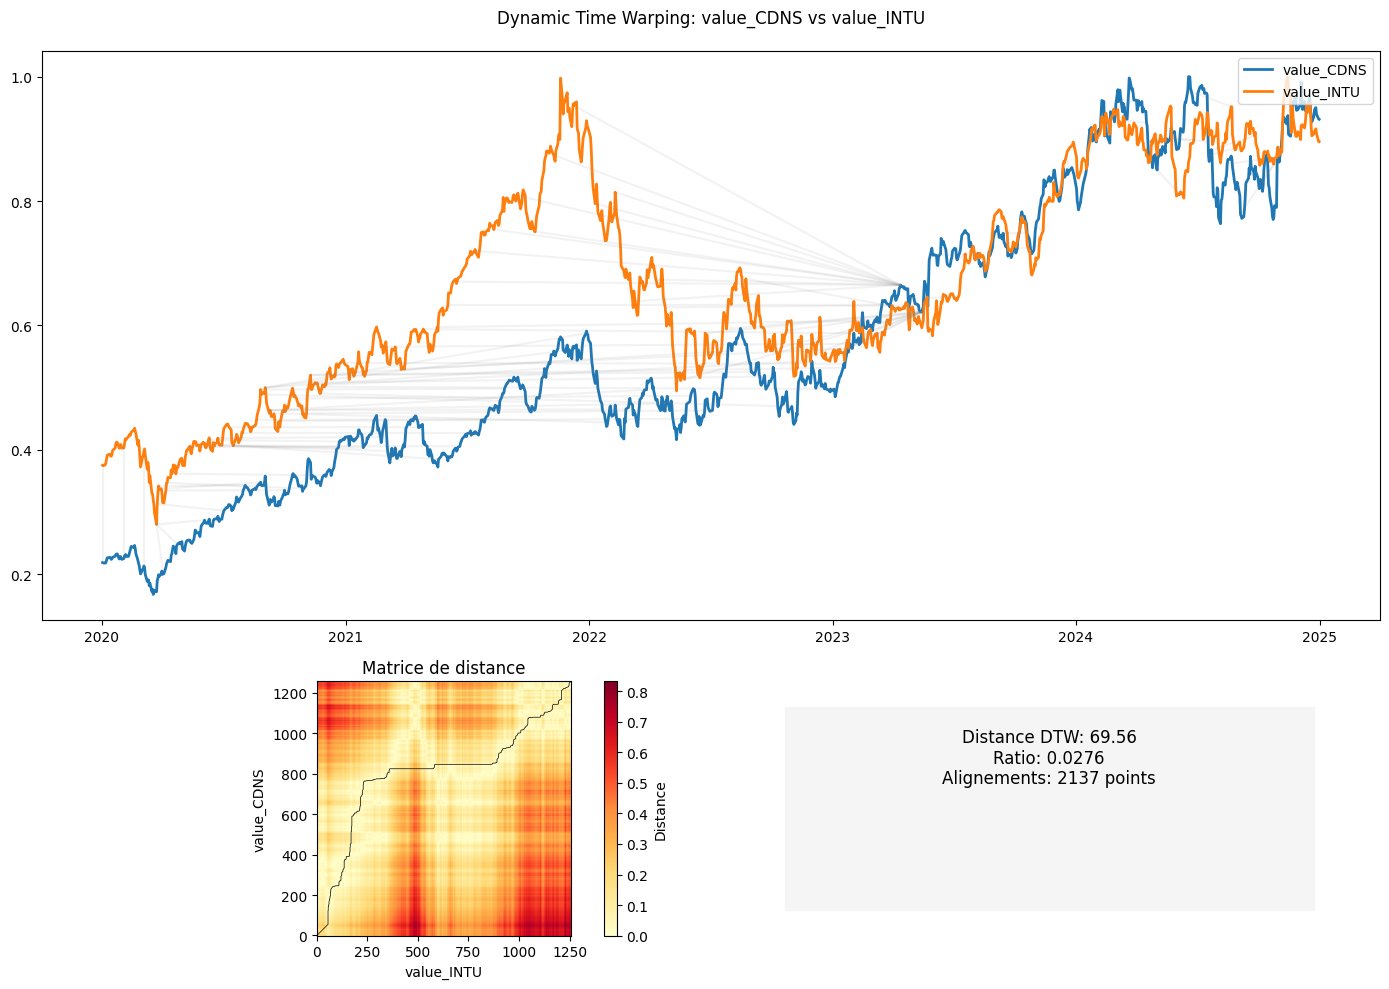 Dynamic Time Warping: value_CDNS vs value_INTU
value_CDNS
value_INTU
1.0
0.8
0.6
0.4
0.2
2020 2021 2022 2023 2024 2025
Matrice de distance
value_CDNS
1200
1000
800
600
400
200
0
0 250 500 750 1000 1250
value_INTU
0.8
0.7
0.6
0.5
0.4
0.3
0.2
0.1
0.0
Distance
Distance DTW: 69.56
Ratio: 0.0276
Alignements: 2137 points